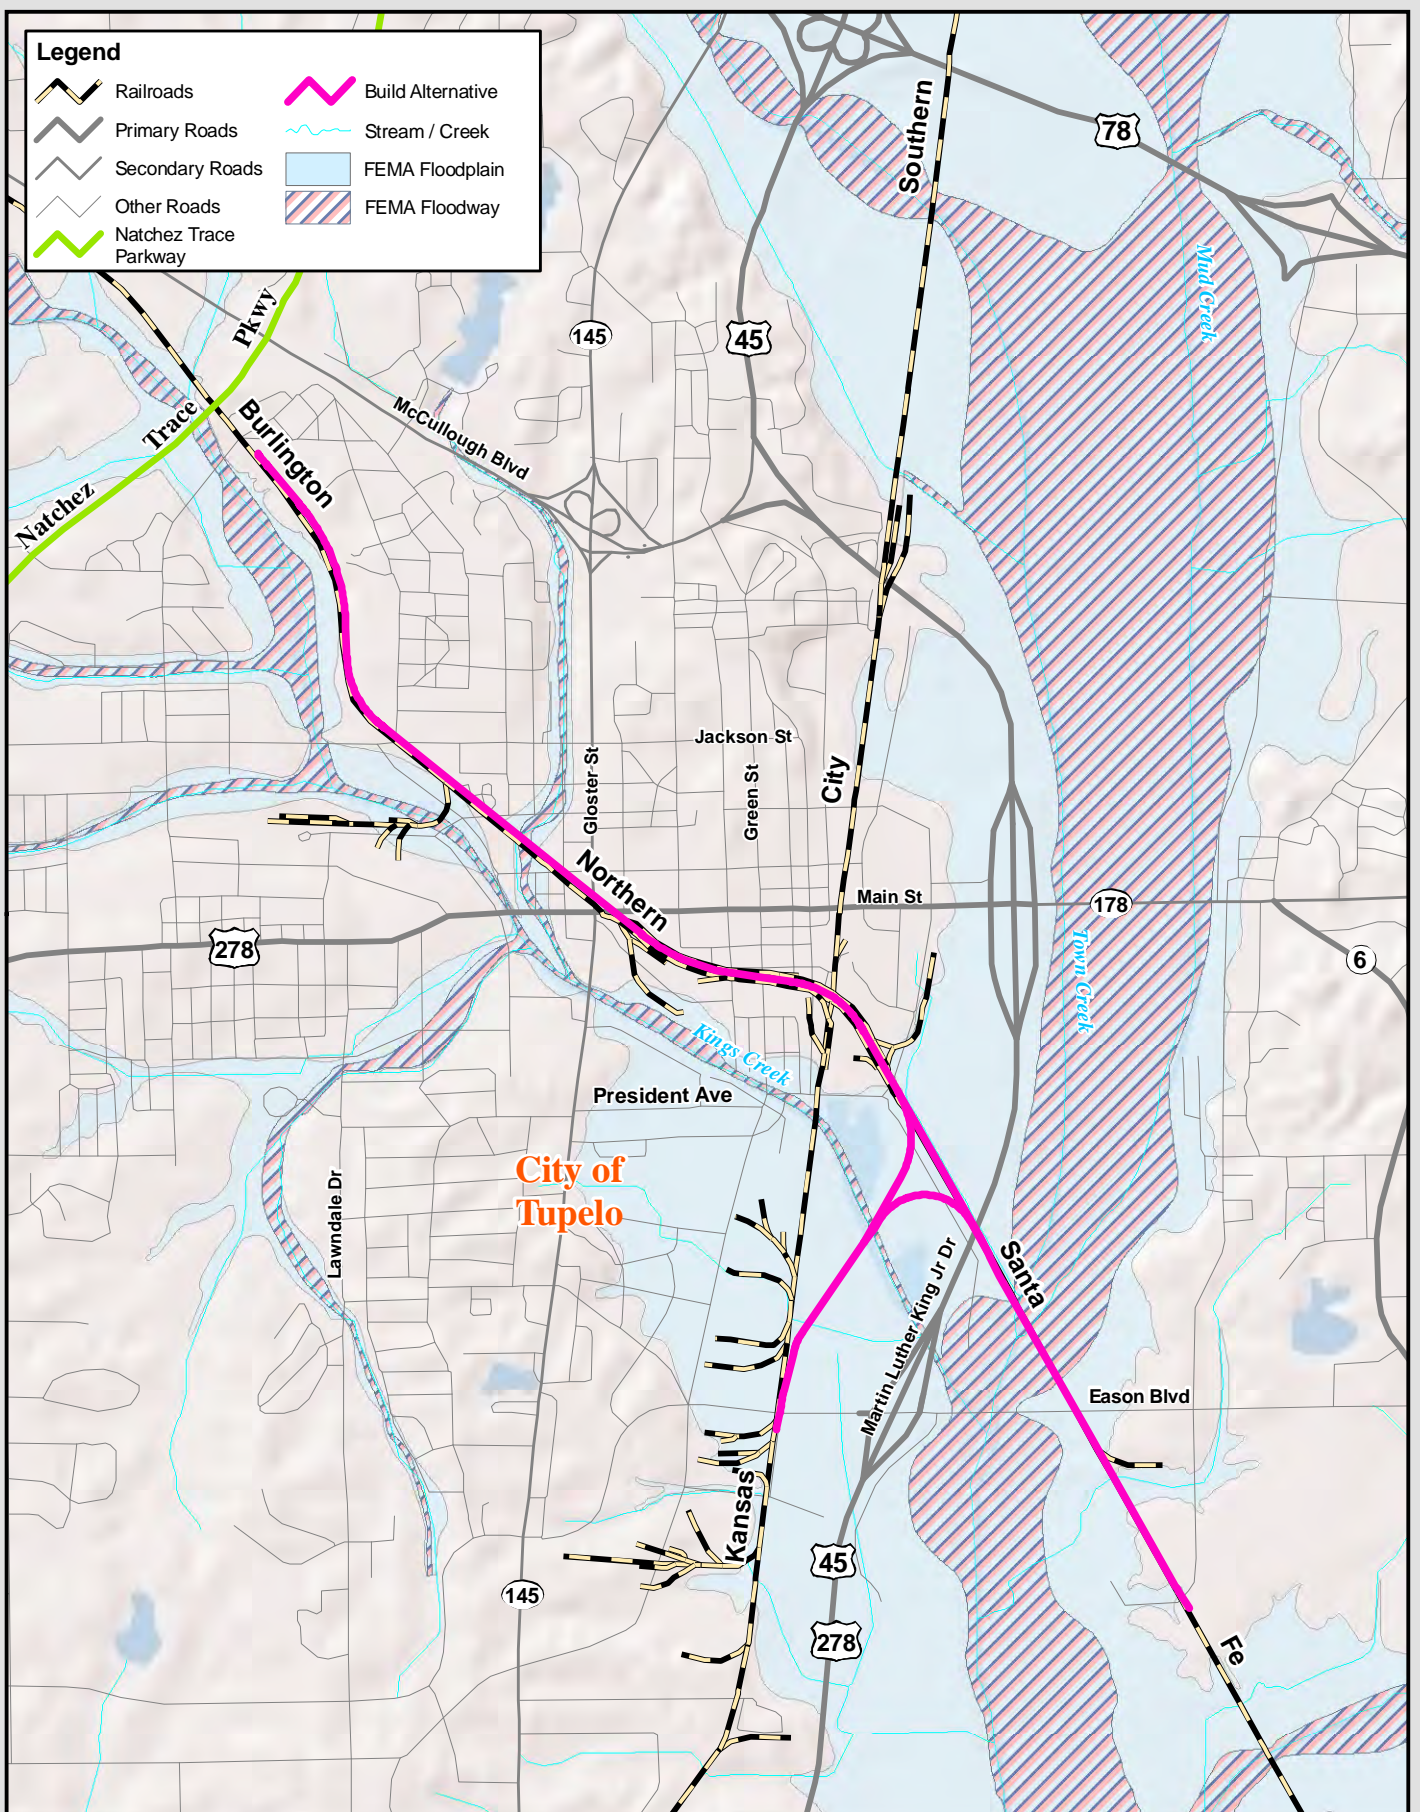 Legend
Railroads
Primary Roads
Secondary Roads
Other Roads
Natchez Trace
Parkway
Build Alternative
Stream / Creek
FEMA Floodplain
FEMA Floodway
Southern
78
Mud Creek
Pkwy
145
45
Trace
Burlington
McCullough Blvd
Natchez
Jackson St
Gloster St
Green St
City
Northern
Main St
178
278
6
Town Creek
Kings Creek
President Ave
City of
Tupelo
Lawndale Dr
Martin Luther King Jr Dr
Santa
Eason Blvd
Kansas
45
145
278
Fe